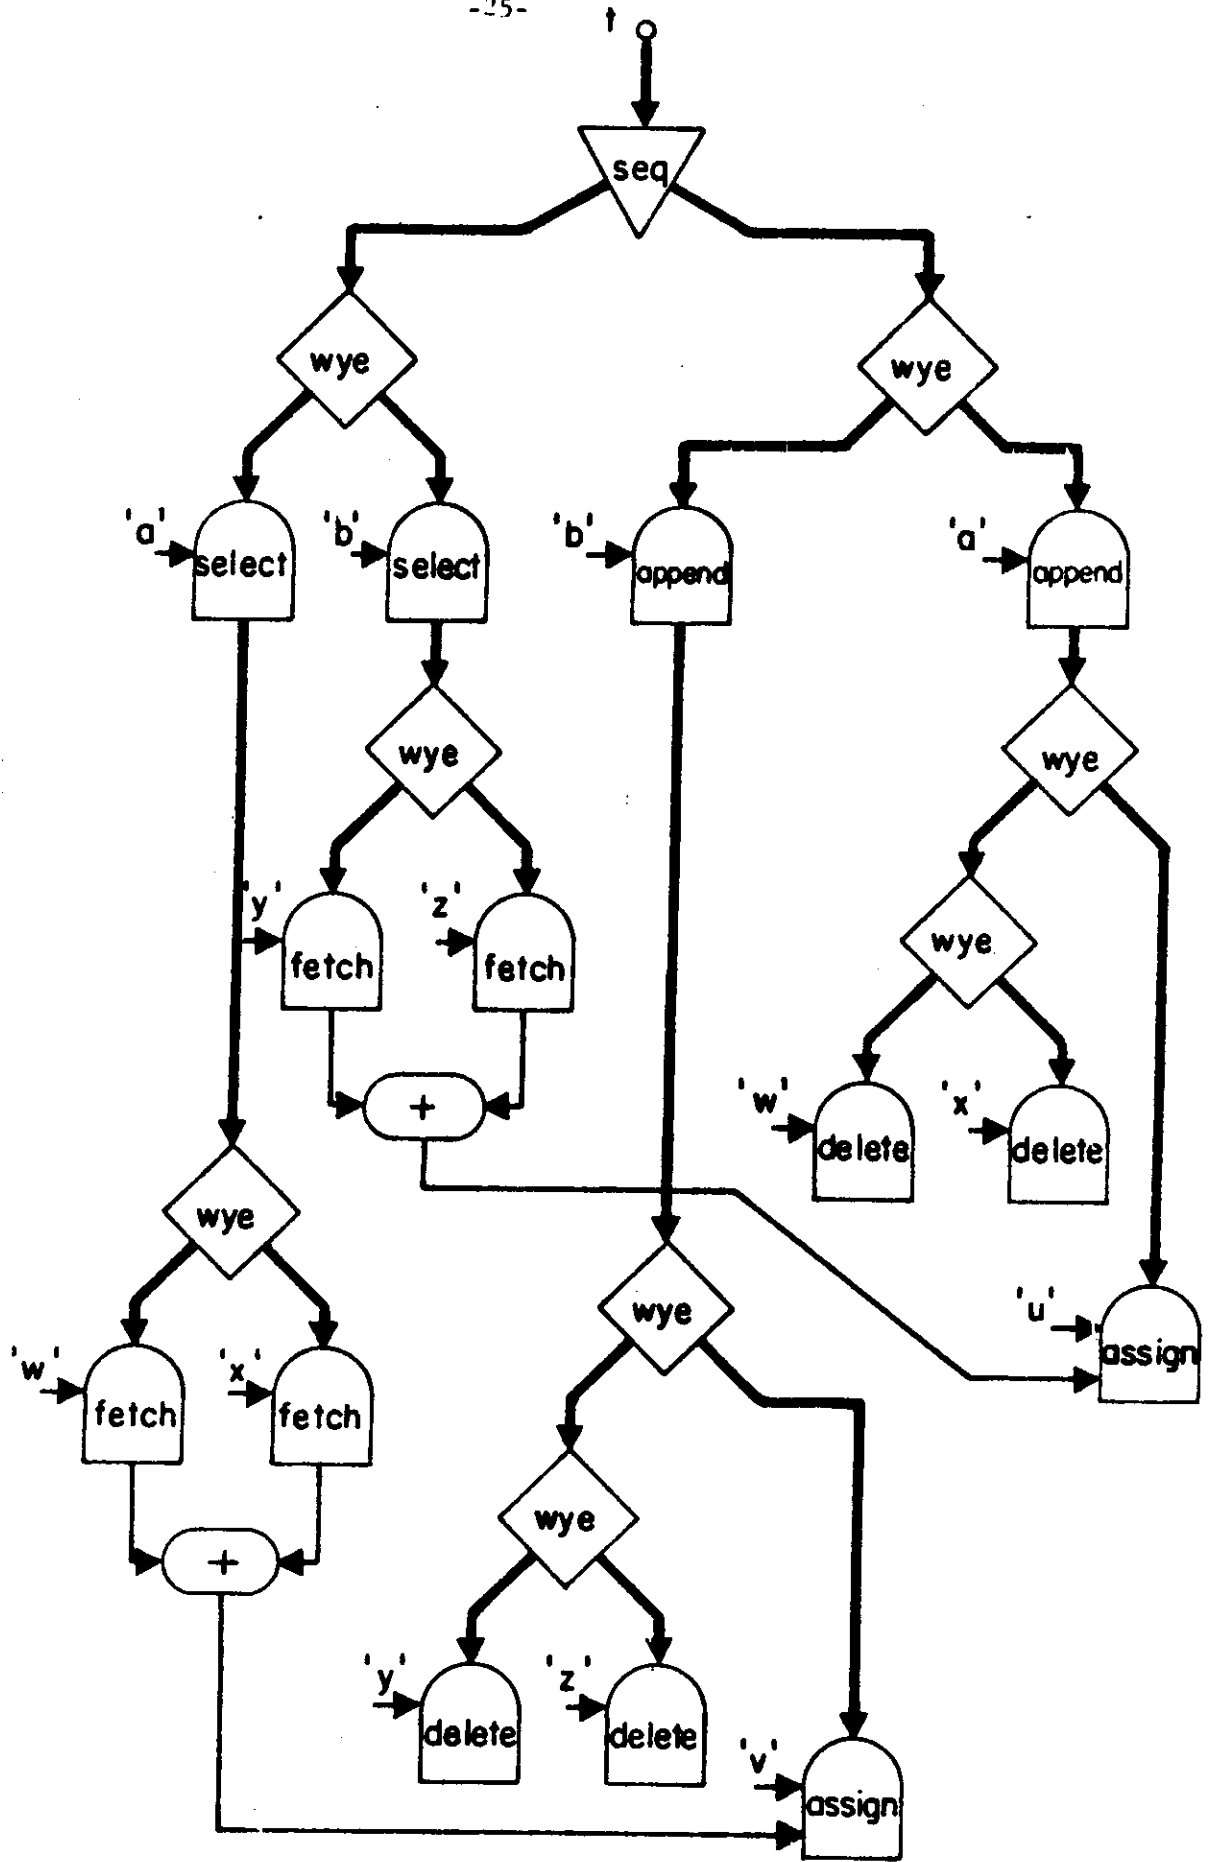 -25-
t
seq
wye
wye
'a'
select
'b'
select
'b'
append
'a'
append
wye
wye
'y'
fetch
'z'
fetch
wye
+
'w'
delete
'x'
delete
wye
wye
'u'
assign
'w'
fetch
'x'
fetch
wye
+
'y'
delete
'z'
delete
'v'
assign